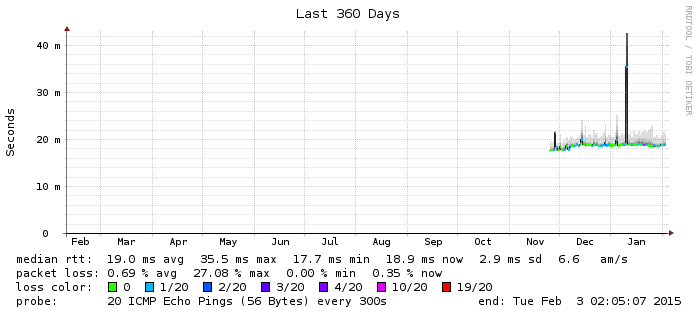 Last 360 Days
RRDTOOL / TOBI OETIKER
Seconds
40 m
30 m
20 m
10 m
0
Feb Mar Apr May Jun Jul Aug Sep Oct Nov Dec Jan
median rtt: 19.0 ms avg 35.5 ms max 17.7 ms min 18.9 ms now 2.9 ms sd 6.6 am/s
packet loss: 0.69 % avg 27.08 % max 0.00 % min 0.35 % now
loss color: 0 1/20 2/20 3/20 4/20 10/20 19/20
probe: 20 ICMP Echo Pings (56 Bytes) every 300s end: Tue Feb 3 02:05:07 2015